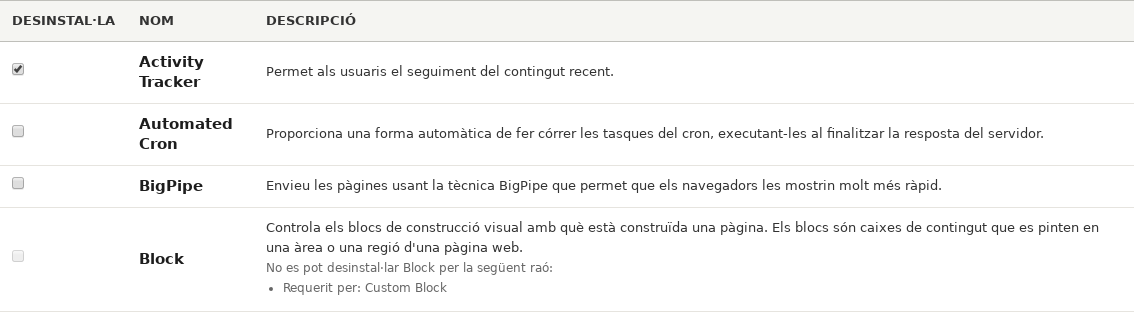 DESINSTAL·LA NOM DESCRIPCIÓ
Activity
Tracker
Permet als usuaris el seguiment del contingut recent.
Automated
Cron
Proporciona una forma automàtica de fer córrer les tasques del cron, executant-les al finalitzar la resposta del servidor.
BigPipe
Envieu les pàgines usant la tècnica BigPipe que permet que els navegadors les mostrin molt més ràpid.
Block
Controla els blocs de construcció visual amb què està construïda una pàgina. Els blocs són caixes de contingut que es pinten en
una àrea o una regió d'una pàgina web.
No es pot desinstal·lar Block per la següent raó:
• Requerit per: Custom Block